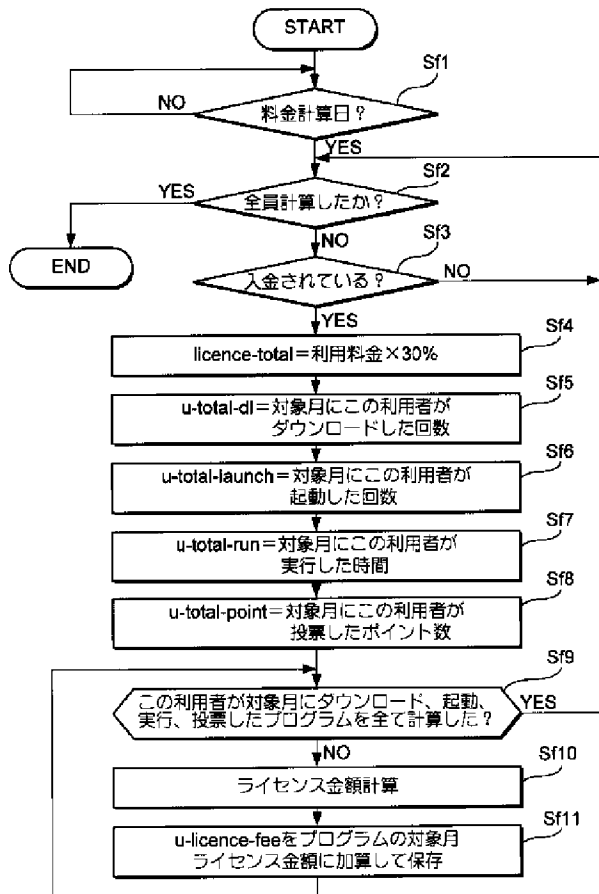 START
Sf1
料金計算日？
NO
YES
Sf2
全員計算したか？
YES
NO
END
Sf3
入金されている？
NO
YES
Sf4
licence-total＝利用料金×30%
Sf5
u-total-dl＝対象月にこの利用者が
ダウンロードした回数
Sf6
u-total-launch＝対象月にこの利用者が
起動した回数
Sf7
u-total-run＝対象月にこの利用者が
実行した時間
Sf8
u-total-point＝対象月にこの利用者が
投票したポイント数
Sf9
この利用者が対象月にダウンロード、起動、
実行、投票したプログラムを全て計算した？
YES
NO
Sf10
ライセンス金額計算
Sf11
u-licence-feeをプログラムの対象月
ライセンス金額に加算して保存